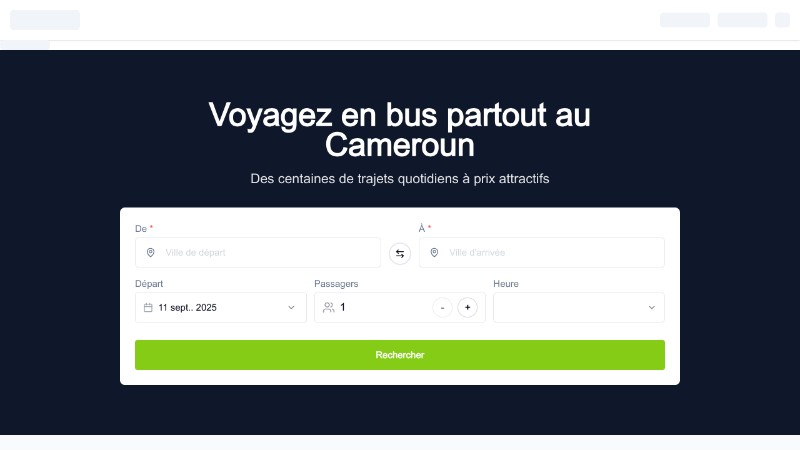 Voyagez en bus partout au
Cameroun
Des centaines de trajets quotidiens à prix attractifs
De *
À *
Ville de départ
Ville d'arrivée
Départ
Passagers
Heure
11 sept.. 2025
1
-
+
Rechercher